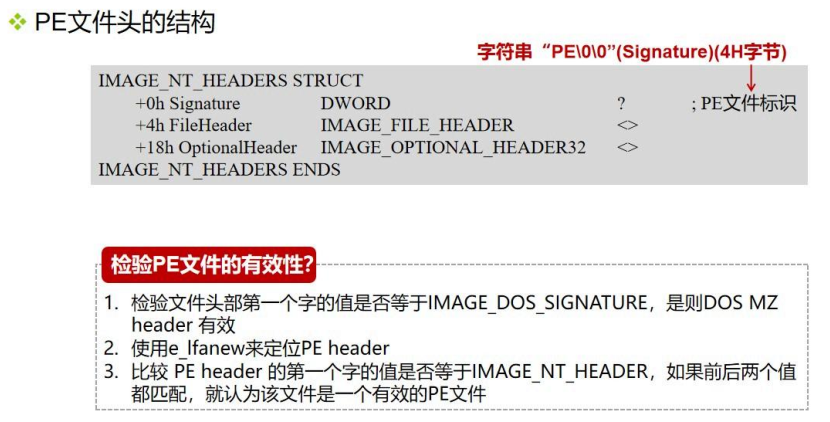 ❖ PE文件头的结构
字符串“PE\0\0”(Signature)(4H字节)
IMAGE_NT_HEADERS STRUCT
+0h Signature DWORD ? ; PE文件标识
+4h FileHeader IMAGE_FILE_HEADER <>
+18h OptionalHeader IMAGE_OPTIONAL_HEADER32 <>
IMAGE_NT_HEADERS ENDS
检验PE文件的有效性?
1. 检验文件头部第一个字的值是否等于IMAGE_DOS_SIGNATURE，是则DOS MZ
header 有效
2. 使用e_lfanew来定位PE header
3. 比较 PE header 的第一个字的值是否等于IMAGE_NT_HEADER，如果前后两个值
都匹配，就认为该文件是一个有效的PE文件